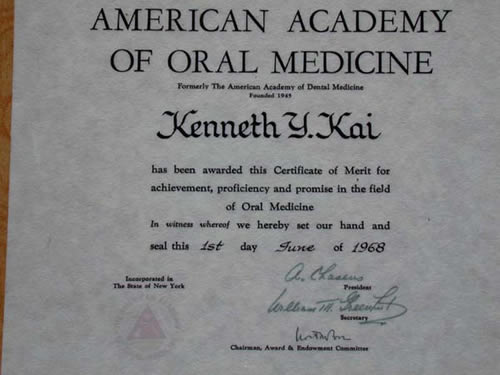 AMERICAN ACADEMY
OF ORAL MEDICINE
Formerly The American Academy of Dental Medicine
Founded 1945
Kenneth Y. Kai
has been awarded this Certificate of Merit for
achievement, proficiency and promise in the field
of Oral Medicine
In witness whereof we hereby set our hand and
seal this 1st day June of 1968
Incorporated in
The State of New York
A. Chasens
President
William M. Greenhut
Secretary
Chairman, Award & Endowment Committee